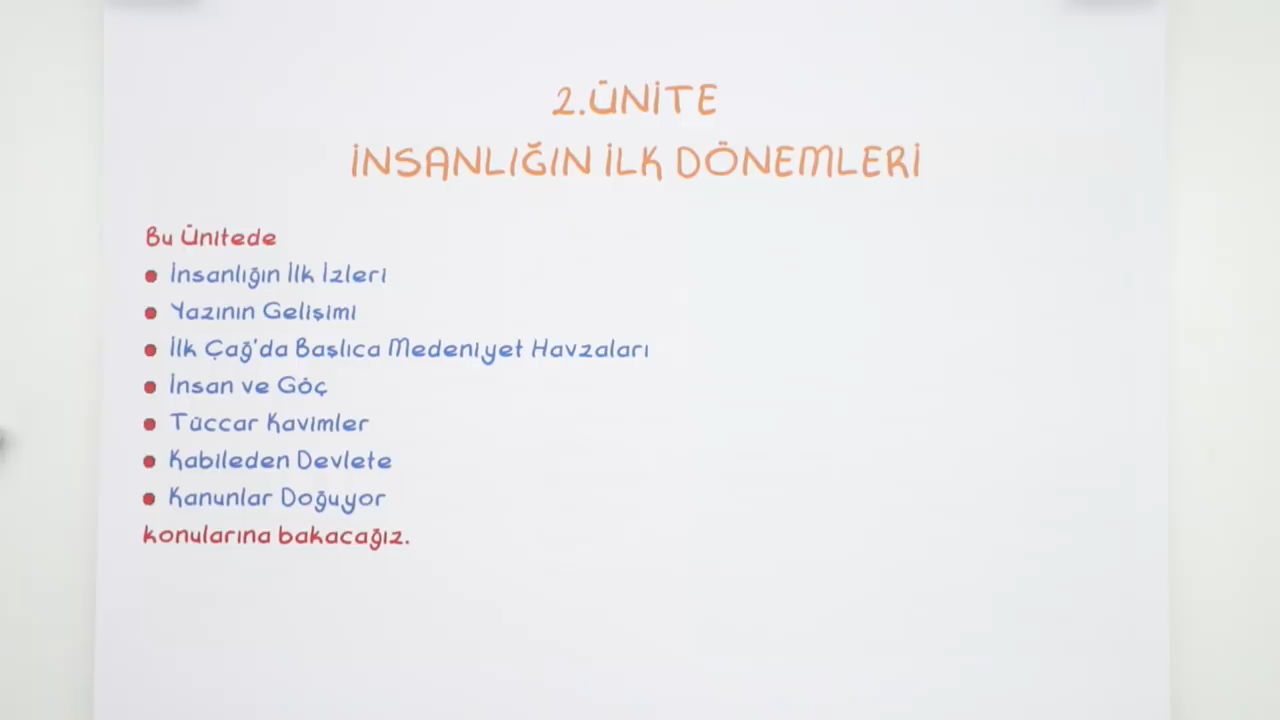 2.ÜNİTE
İNSANLIĞIN İLK DÖNEMLERİ
Bu Ünitede
● İnsanlığın İlk İzleri
● Yazının Gelişimi
● İlk Çağ'da Başlıca Medeniyet Havzaları
● İnsan ve Göç
● Tüccar Kavimler
● Kabileden Devlete
● Kanunlar Doğuyor
konularına bakacağız.